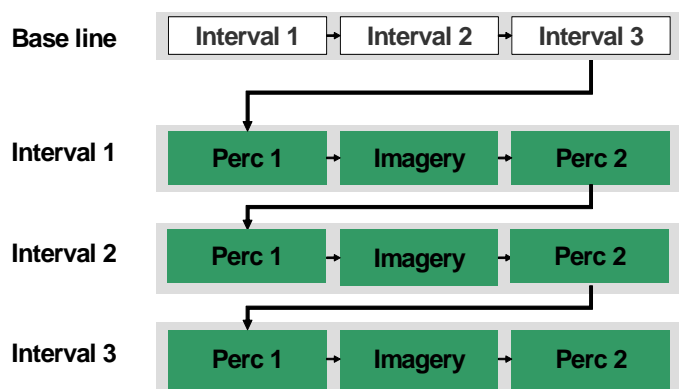 Base line Interval 1 Interval 2 Interval 3
Interval 1 Perc 1 Imagery Perc 2
Interval 2 Perc 1 Imagery Perc 2
Interval 3 Perc 1 Imagery Perc 2